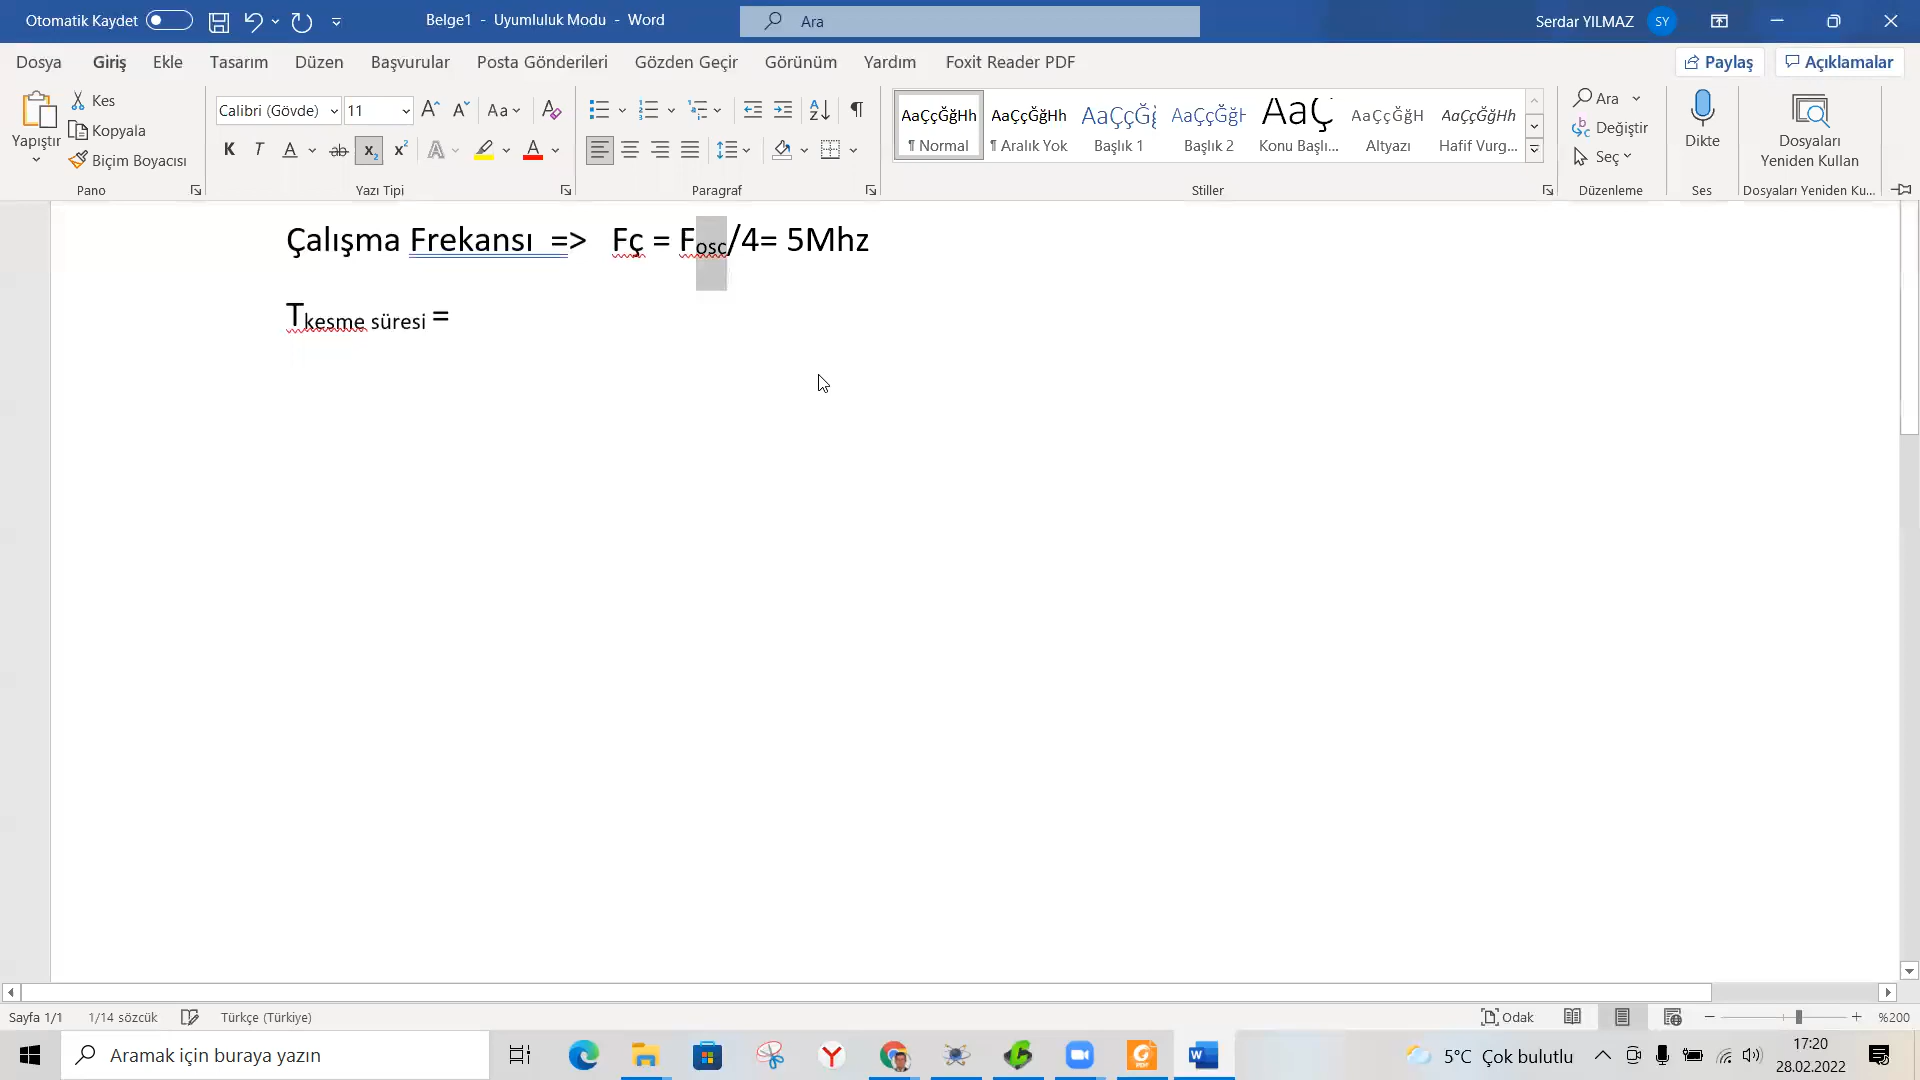 Otomatik Kaydet
Belge1 - Uyumluluk Modu - Word
Ara
Serdar YILMAZ SY
Dosya Giriş Ekle Tasarım Düzen Başvurular Posta Gönderileri Gözden Geçir Görünüm Yardım Foxit Reader PDF
Paylaş Açıklamalar
Yapıştır
Kes
Kopyala
Biçim Boyacısı
Pano
Calibri (Gövde) 11
Yazı Tipi
Paragraf
AaÇçĞğHh AaÇçĞğHh AaÇçĞğ AaÇçĞğH AaÇ AaÇçĞğH AaÇçĞğHh
¶ Normal ¶ Aralık Yok Başlık 1 Başlık 2 Konu Başlı... Altyazı Hafif Vurg...
Stiller
Ara
Değiştir
Seç
Düzenleme
Dikte
Ses
Dosyaları
Yeniden Kullan
Dosyaları Yeniden Ku...
Çalışma Frekansı => Fç = Fosc/4= 5Mhz
Tkesme süresi =
Sayfa 1/1 1/14 sözcük Türkçe (Türkiye)
Odak
%200
Aramak için buraya yazın
5°C Çok bulutlu
17:20
28.02.2022